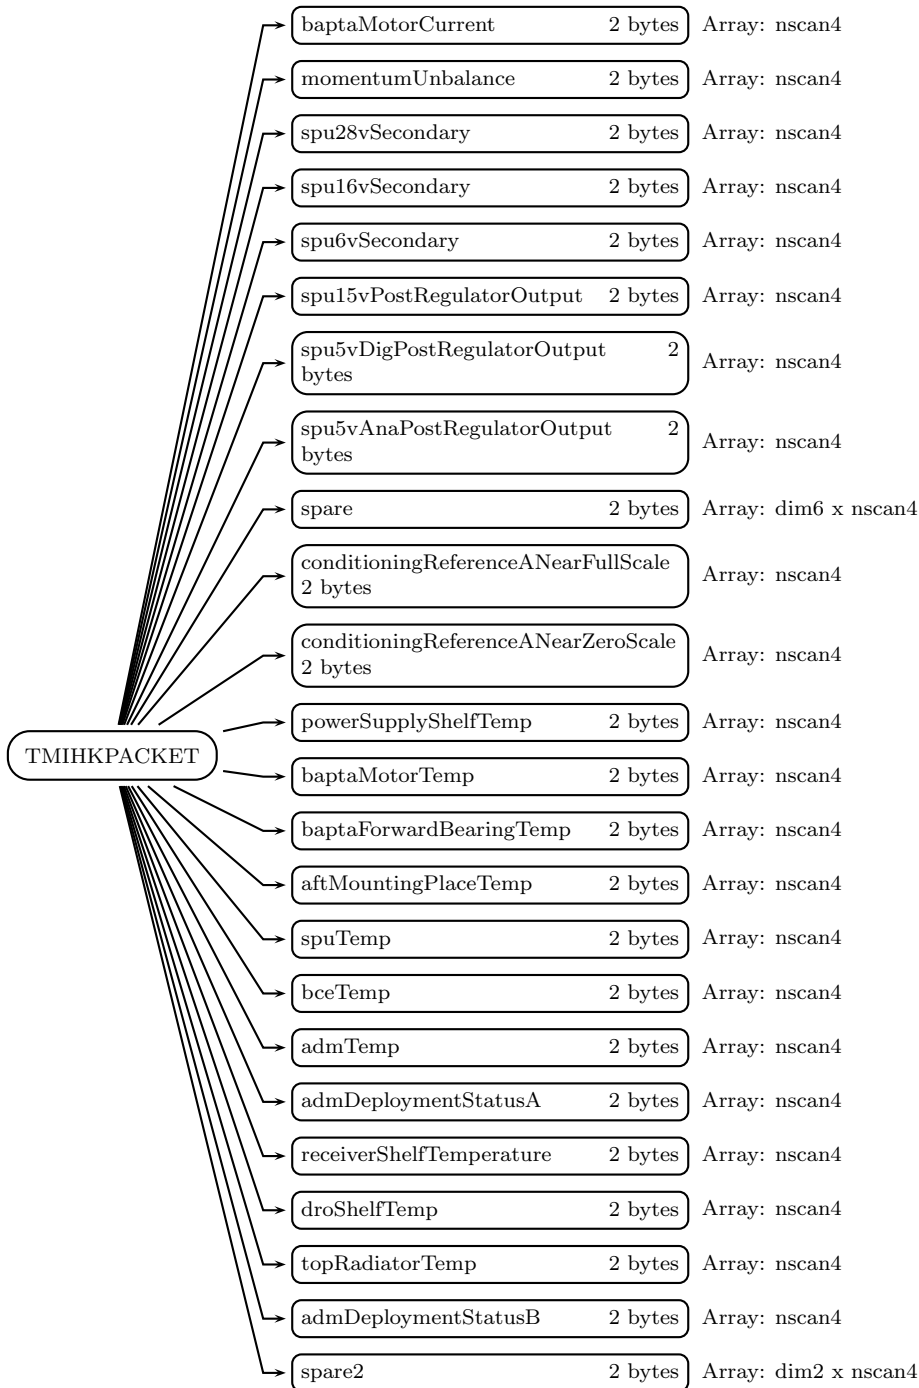 baptaMotorCurrent 2 bytes Array: nscan4
momentumUnbalance 2 bytes Array: nscan4
spu28vSecondary 2 bytes Array: nscan4
spu16vSecondary 2 bytes Array: nscan4
spu6vSecondary 2 bytes Array: nscan4
spu15vPostRegulatorOutput 2 bytes Array: nscan4
spu5vDigPostRegulatorOutput 2
bytes
Array: nscan4
spu5vAnaPostRegulatorOutput 2
bytes
Array: nscan4
spare 2 bytes Array: dim6 x nscan4
conditioningReferenceANearFullScale
2 bytes
Array: nscan4
conditioningReferenceANearZeroScale
2 bytes
Array: nscan4
powerSupplyShelfTemp 2 bytes Array: nscan4
TMIHKPACKET
baptaMotorTemp 2 bytes Array: nscan4
baptaForwardBearingTemp 2 bytes Array: nscan4
aftMountingPlaceTemp 2 bytes Array: nscan4
spuTemp 2 bytes Array: nscan4
bceTemp 2 bytes Array: nscan4
admTemp 2 bytes Array: nscan4
admDeploymentStatusA 2 bytes Array: nscan4
receiverShelfTemperature 2 bytes Array: nscan4
droShelfTemp 2 bytes Array: nscan4
topRadiatorTemp 2 bytes Array: nscan4
admDeploymentStatusB 2 bytes Array: nscan4
spare2 2 bytes Array: dim2 x nscan4